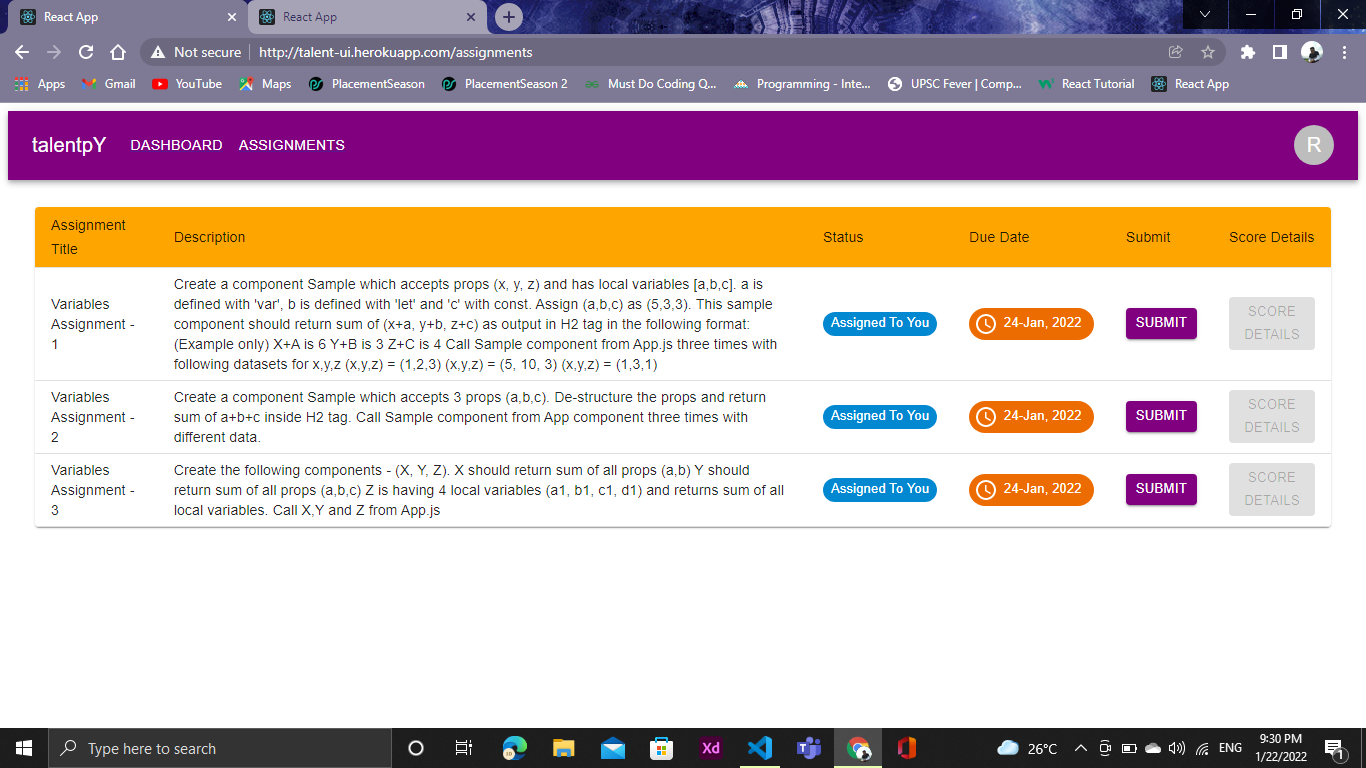 React App
React App
Not secure
http://talent-ui.herokuapp.com/assignments
Apps
Gmail
YouTube
Maps
PlacementSeason
PlacementSeason 2
Must Do Coding Q...
Programming - Inte...
UPSC Fever | Comp...
React Tutorial
React App
talentpY
DASHBOARD
ASSIGNMENTS
R
Assignment
Title
Description
Status
Due Date
Submit
Score Details
Variables
Assignment -
1
Create a component Sample which accepts props (x, y, z) and has local variables [a,b,c]. a is
defined with 'var', b is defined with 'let' and 'c' with const. Assign (a,b,c) as (5,3,3). This sample
component should return sum of (x+a, y+b, z+c) as output in H2 tag in the following format:
(Example only) X+A is 6 Y+B is 3 Z+C is 4 Call Sample component from App.js three times with
following datasets for x,y,z (x,y,z) = (1,2,3) (x,y,z) = (5, 10, 3) (x,y,z) = (1,3,1)
Assigned To You
24-Jan, 2022
SUBMIT
SCORE
DETAILS
Variables
Assignment -
2
Create a component Sample which accepts 3 props (a,b,c). De-structure the props and return
sum of a+b+c inside H2 tag. Call Sample component from App component three times with
different data.
Assigned To You
24-Jan, 2022
SUBMIT
SCORE
DETAILS
Variables
Assignment -
3
Create the following components - (X, Y, Z). X should return sum of all props (a,b) Y should
return sum of all props (a,b,c) Z is having 4 local variables (a1, b1, c1, d1) and returns sum of all
local variables. Call X,Y and Z from App.js
Assigned To You
24-Jan, 2022
SUBMIT
SCORE
DETAILS
Type here to search
Xd
26°C
ENG
9:30 PM
1/22/2022
1